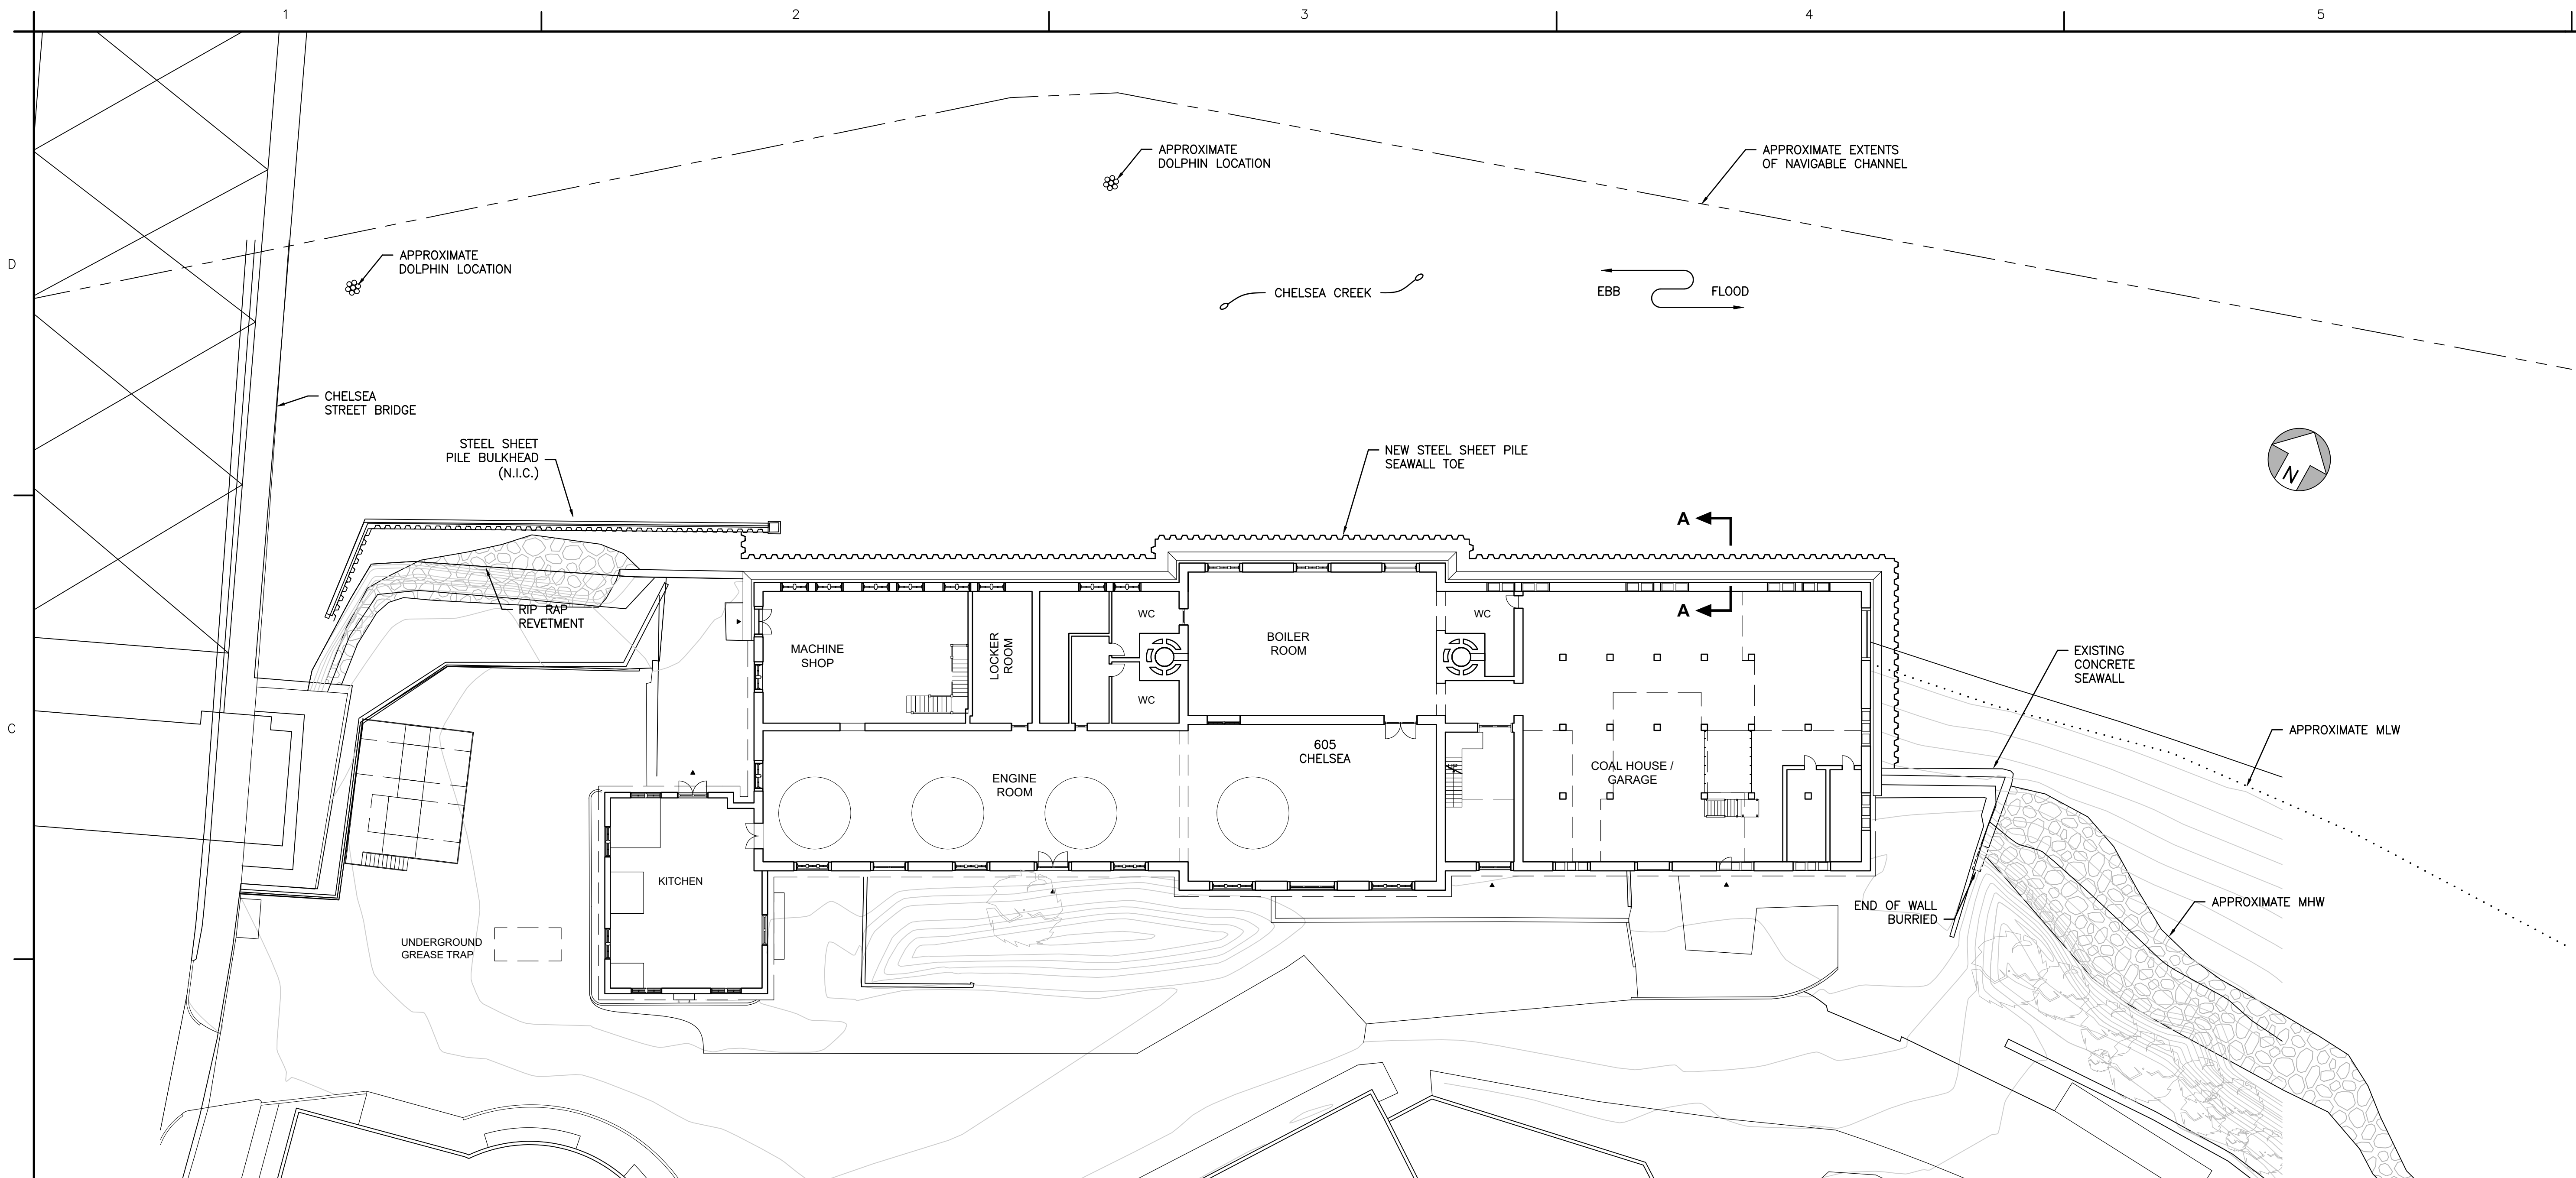 1
2
3
4
5
D
C
APPROXIMATE
DOLPHIN LOCATION
APPROXIMATE EXTENTS
OF NAVIGABLE CHANNEL
APPROXIMATE
DOLPHIN LOCATION
CHELSEA CREEK
EBB
FLOOD
CHELSEA
STREET BRIDGE
STEEL SHEET
PILE BULKHEAD
(N.I.C.)
NEW STEEL SHEET PILE
SEAWALL TOE
N
A
A
RIP RAP
REVETMENT
MACHINE
SHOP
LOCKER
ROOM
WC
WC
BOILER
ROOM
WC
EXISTING
CONCRETE
SEAWALL
APPROXIMATE MLW
605
CHELSEA
ENGINE
ROOM
UP
COAL HOUSE /
GARAGE
KITCHEN
END OF WALL
BURRIED
APPROXIMATE MHW
UNDERGROUND
GREASE TRAP